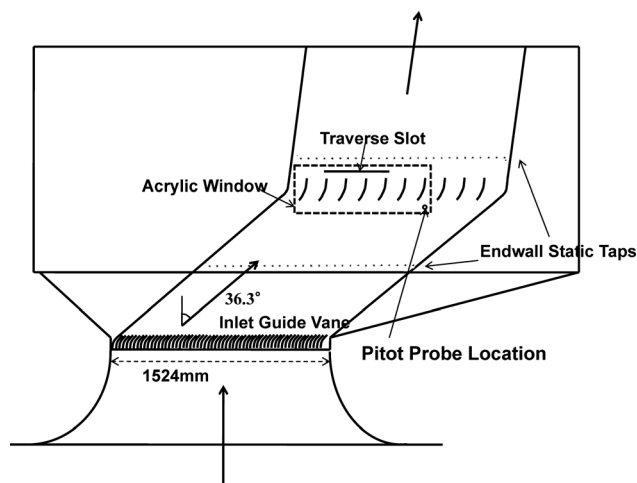 Traverse Slot
Acrylic Window
Endwall Static Taps
36.3°
Inlet Guide Vane
Pitot Probe Location
1524mm